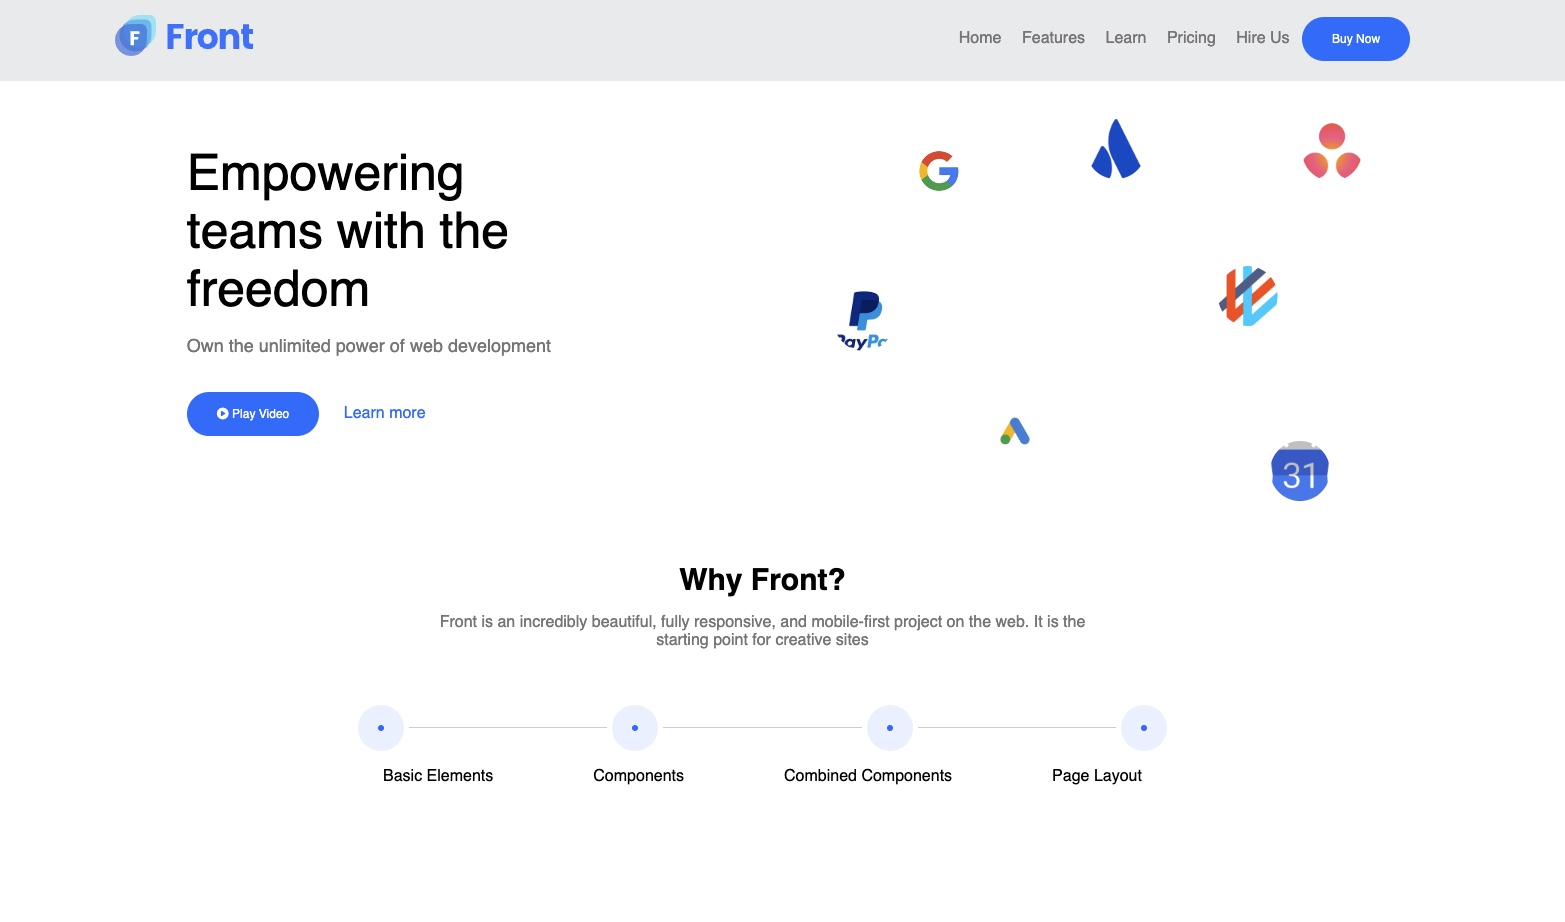 F Front
Home Features Learn Pricing Hire Us Buy Now
Empowering
teams with the
freedom
Own the unlimited power of web development
Play Video Learn more
31
Why Front?
Front is an incredibly beautiful, fully responsive, and mobile-first project on the web. It is the
starting point for creative sites
Basic Elements Components Combined Components Page Layout